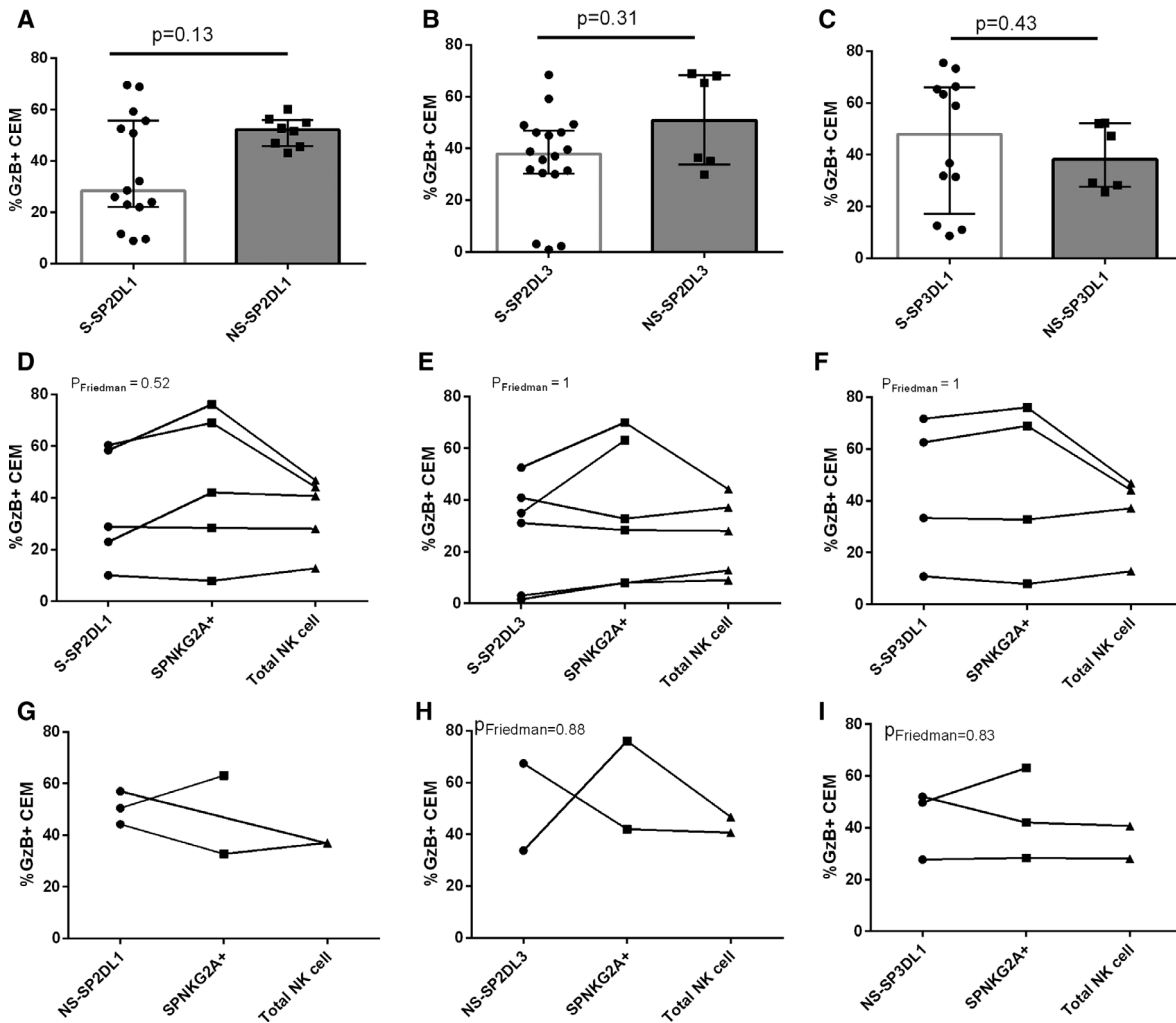 A
p=0.13
%GzB+ CEM
80
60
40
20
0
S-SP2DL1
NS-SP2DL1
B
p=0.31
%GzB+ CEM
80
60
40
20
0
S-SP2DL3
NS-SP2DL3
C
p=0.43
%GzB+ CEM
80
60
40
20
0
S-SP3DL1
NS-SP3DL1
D
PFriedman = 0.52
%GzB+ CEM
80
60
40
20
0
S-SP2DL1
SPNKG2A+
Total NK cell
E
PFriedman = 1
%GzB+ CEM
80
60
40
20
0
S-SP2DL3
SPNKG2A+
Total NK cell
F
PFriedman = 1
%GzB+ CEM
80
60
40
20
0
S-SP3DL1
SPNKG2A+
Total NK cell
G
%GzB+ CEM
80
60
40
20
0
NS-SP2DL1
SPNKG2A+
Total NK cell
H
pFriedman=0.88
%GzB+ CEM
80
60
40
20
0
NS-SP2DL3
SPNKG2A+
Total NK cell
I
pFriedman=0.83
%GzB+ CEM
80
60
40
20
0
NS-SP3DL1
SPNKG2A+
Total NK cell